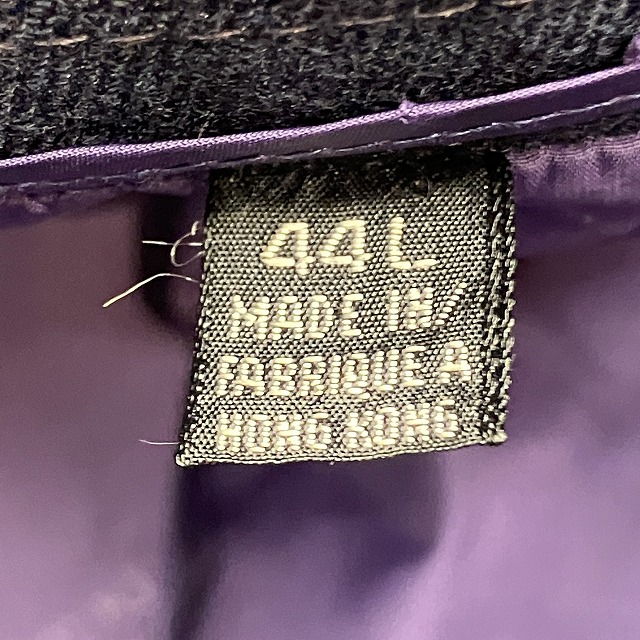 44L
MADE IN/
FABRIQUE A
HONG KONG